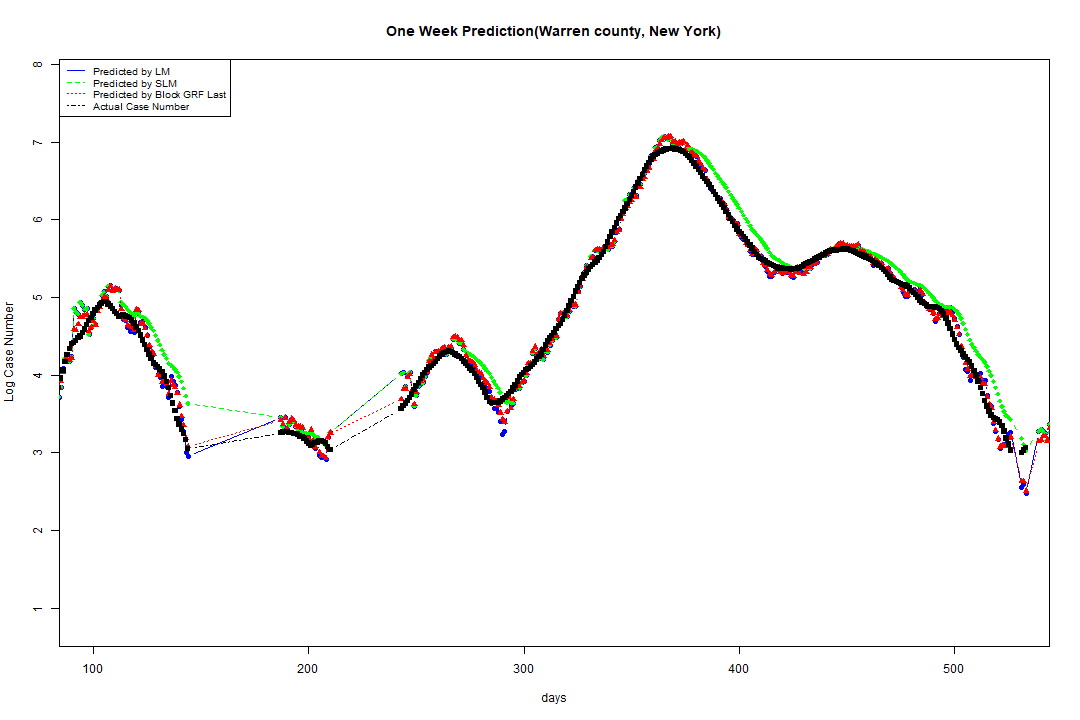 One Week Prediction(Warren county, New York)
Predicted by LM
Predicted by SLM
Predicted by Block GRF Last
Actual Case Number
Log Case Number
8
7
6
5
4
3
2
1
100 200 300 400 500
days